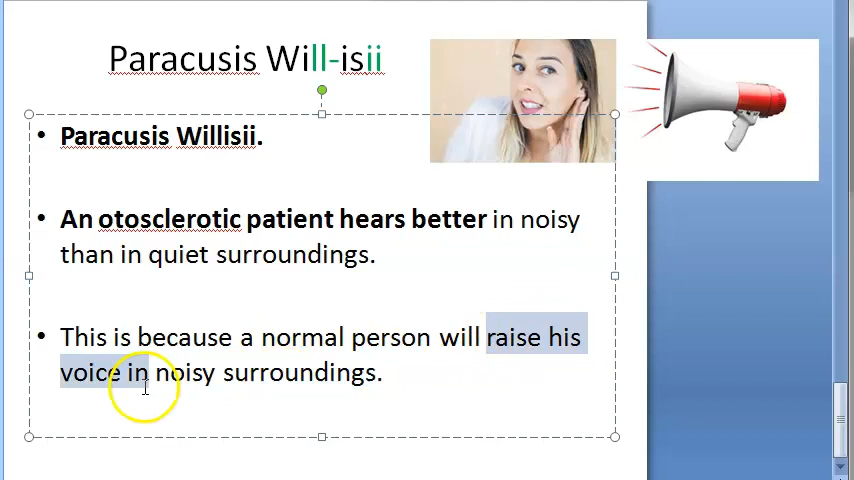 Paracusis Will-isii
• Paracusis Willisii.
• An otosclerotic patient hears better in noisy
than in quiet surroundings.
• This is because a normal person will raise his
voice in noisy surroundings.